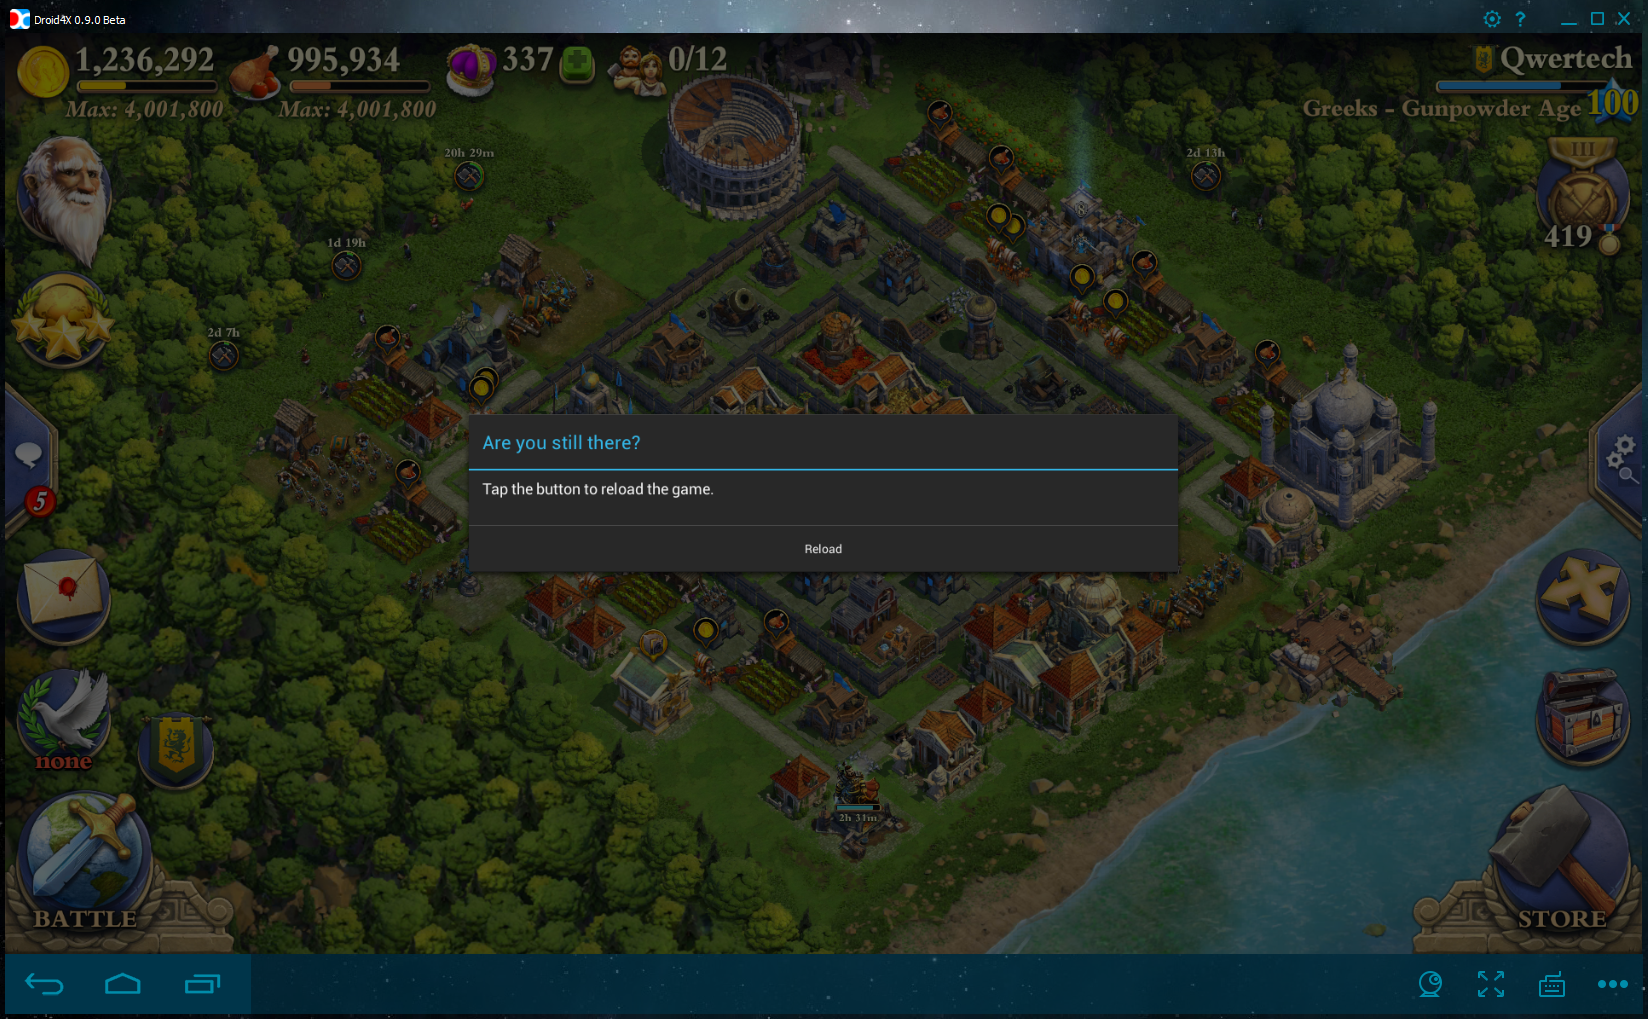 Droid4X 0.9.0 Beta
1,236,292
995,934
337
0/12
Qwertech
Max: 4,001,800
Max: 4,001,800
Greeks - Gunpowder Age
100
III
419
20h 29m
2d 13h
1d 19h
2d 7h
5
Are you still there?
Tap the button to reload the game.
Reload
none
2h 31m
BATTLE
STORE